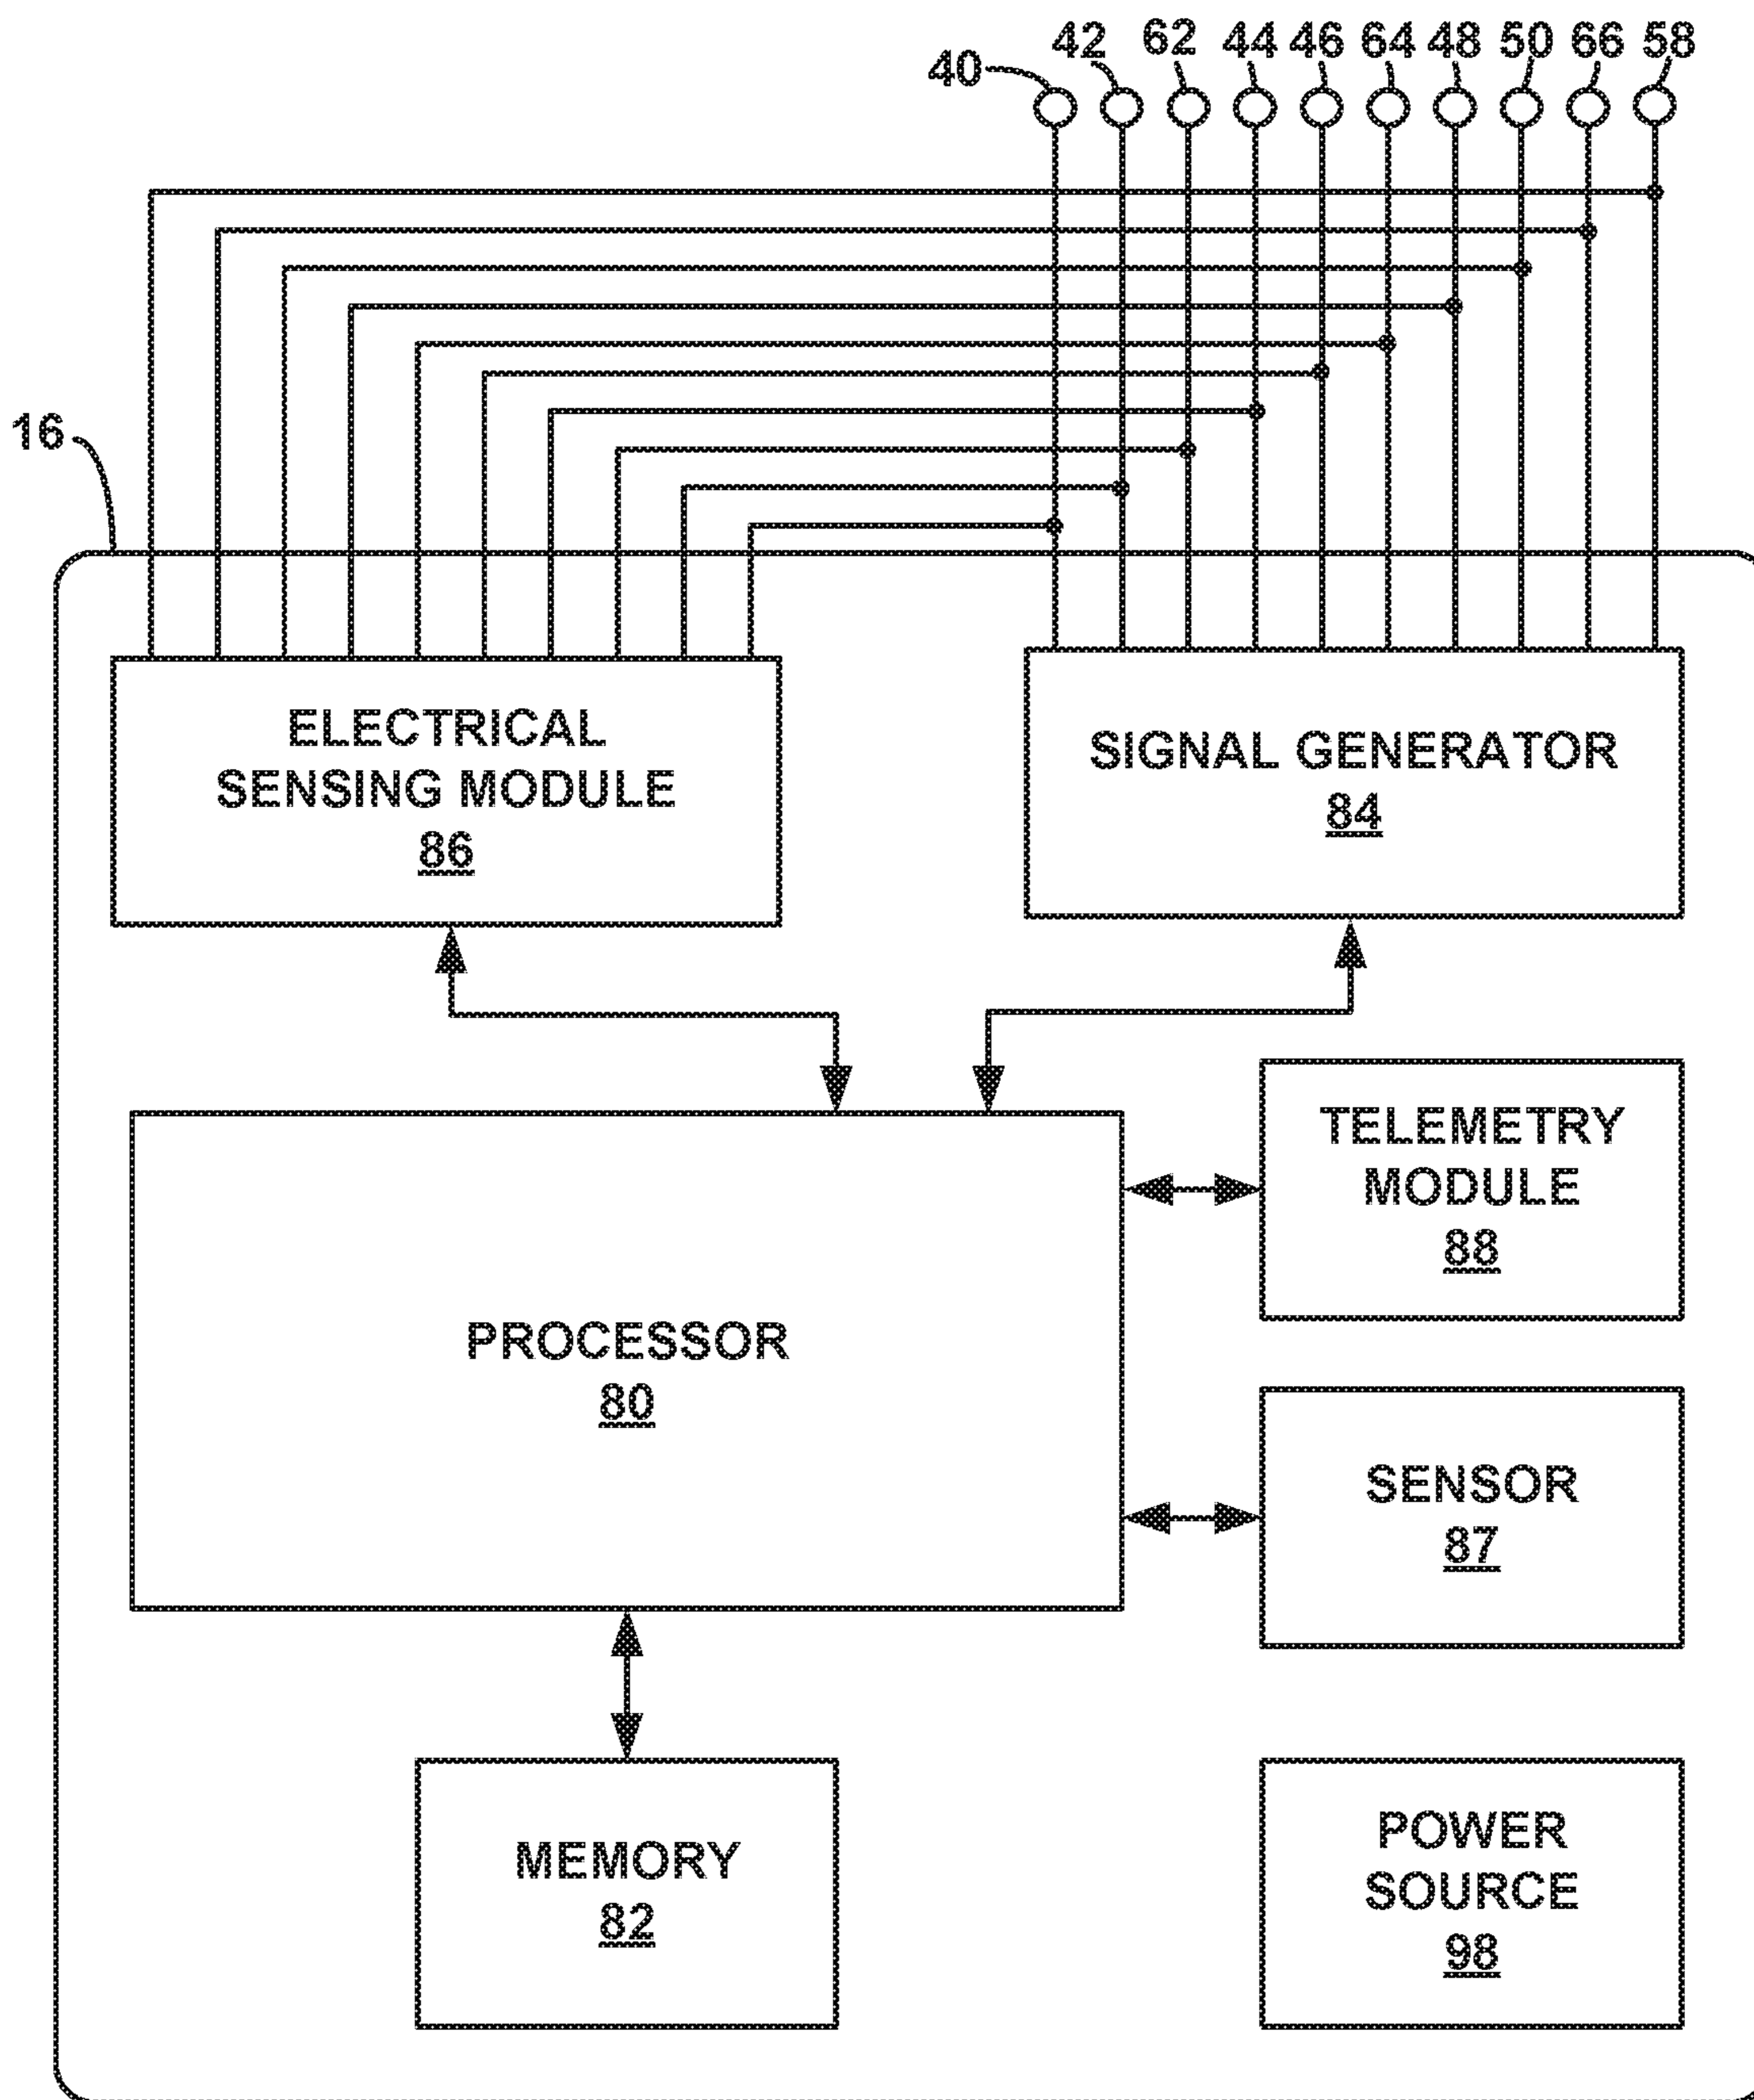 40 42 62 44 46 64 48 50 66 58
16
ELECTRICAL
SENSING MODULE
86
SIGNAL GENERATOR
84
TELEMETRY
MODULE
88
PROCESSOR
80
SENSOR
87
MEMORY
82
POWER
SOURCE
98